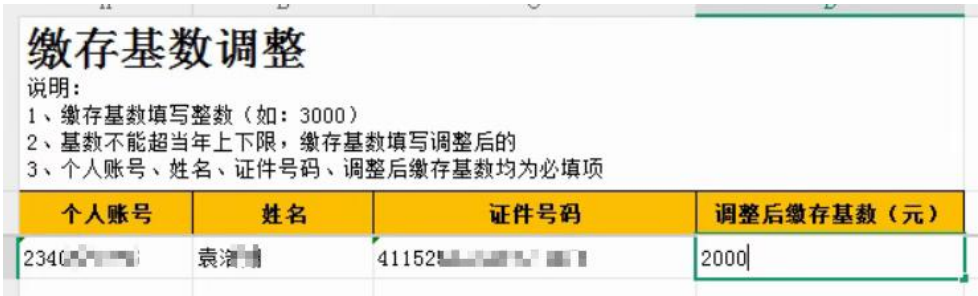 缴存基数调整
说明：
1、缴存基数填写整数（如：3000）
2、基数不能超当年上下限，缴存基数填写调整后的
3、个人账号、姓名、证件号码、调整后缴存基数均为必填项
个人账号 姓名 证件号码 调整后缴存基数（元）
2340 袁 41152 2000